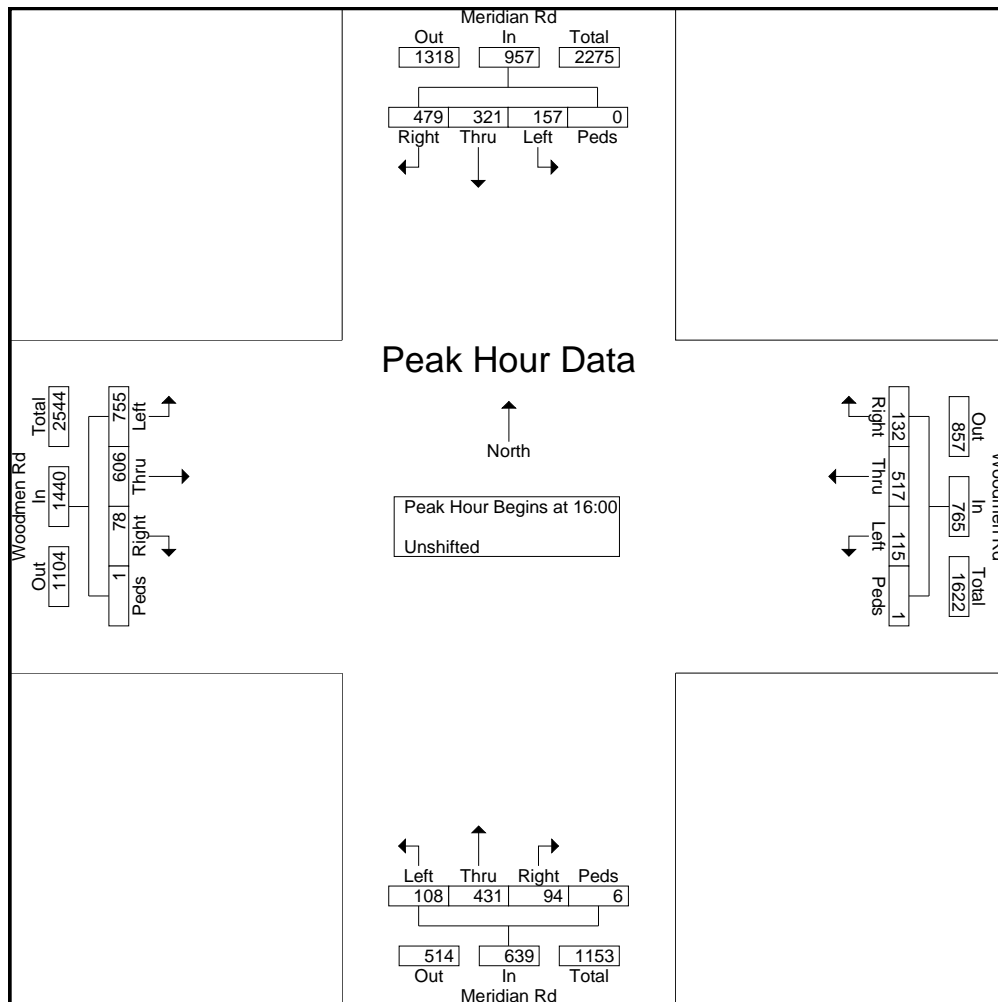 Meridian Rd
Out In Total
1318 957 2275
479 321 157 0
Right Thru Left Peds
Peak Hour Data
North
Peak Hour Begins at 16:00
Unshifted
Woodmen Rd
Out In Total
1104 1440 2544
1 78 606 755
Peds Right Thru Left
Woodmen Rd
Out In Total
857 765 1622
132 517 115 1
Right Thru Left Peds
Left Thru Right Peds
108 431 94 6
514 639 1153
Out In Total
Meridian Rd